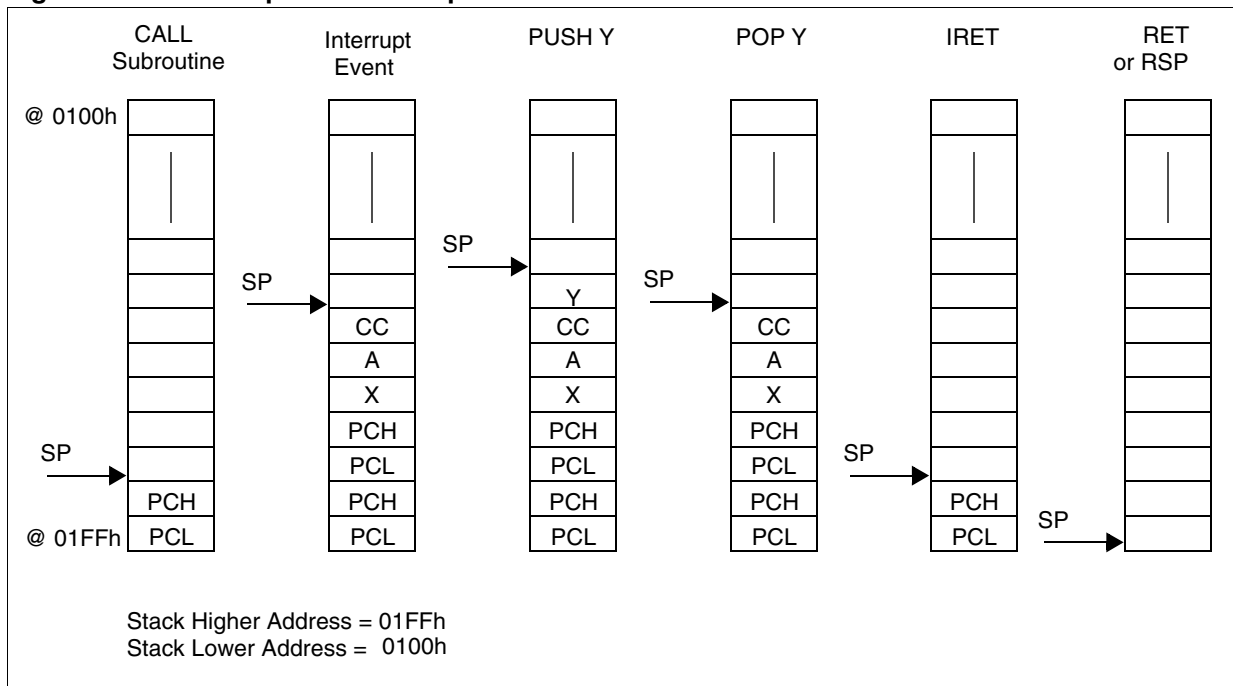 CALL
Subroutine
Interrupt
Event
PUSH Y
POP Y
IRET
RET
or RSP
@ 0100h
SP
SP
SP
Y
CC
CC
CC
A
A
A
X
X
X
PCH
PCH
PCH
SP
SP
PCL
PCL
PCL
PCH
PCH
PCH
PCH
PCH
SP
@ 01FFh
PCL
PCL
PCL
PCL
PCL
Stack Higher Address = 01FFh
Stack Lower Address = 0100h